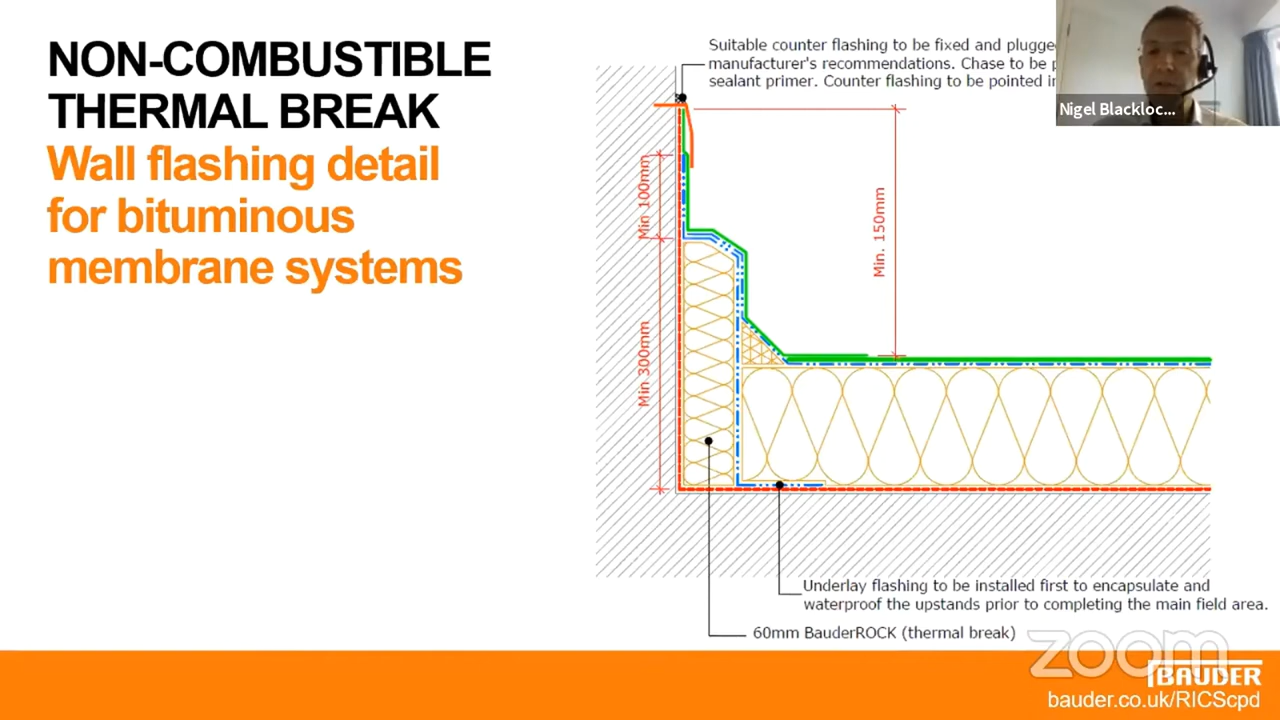 NON-COMBUSTIBLE
THERMAL BREAK
Wall flashing detail
for bituminous
membrane systems
Suitable counter flashing to be fixed and plugge
manufacturer's recommendations. Chase to be
sealant primer. Counter flashing to be pointed
Nigel Blackloc...
Min 100mm
Min. 150mm
Min 300mm
Underlay flashing to be installed first to encapsulate and
waterproof the upstands prior to completing the main field area.
60mm BauderROCK (thermal break)
zoom
BAUDER
bauder.co.uk/RICScpd